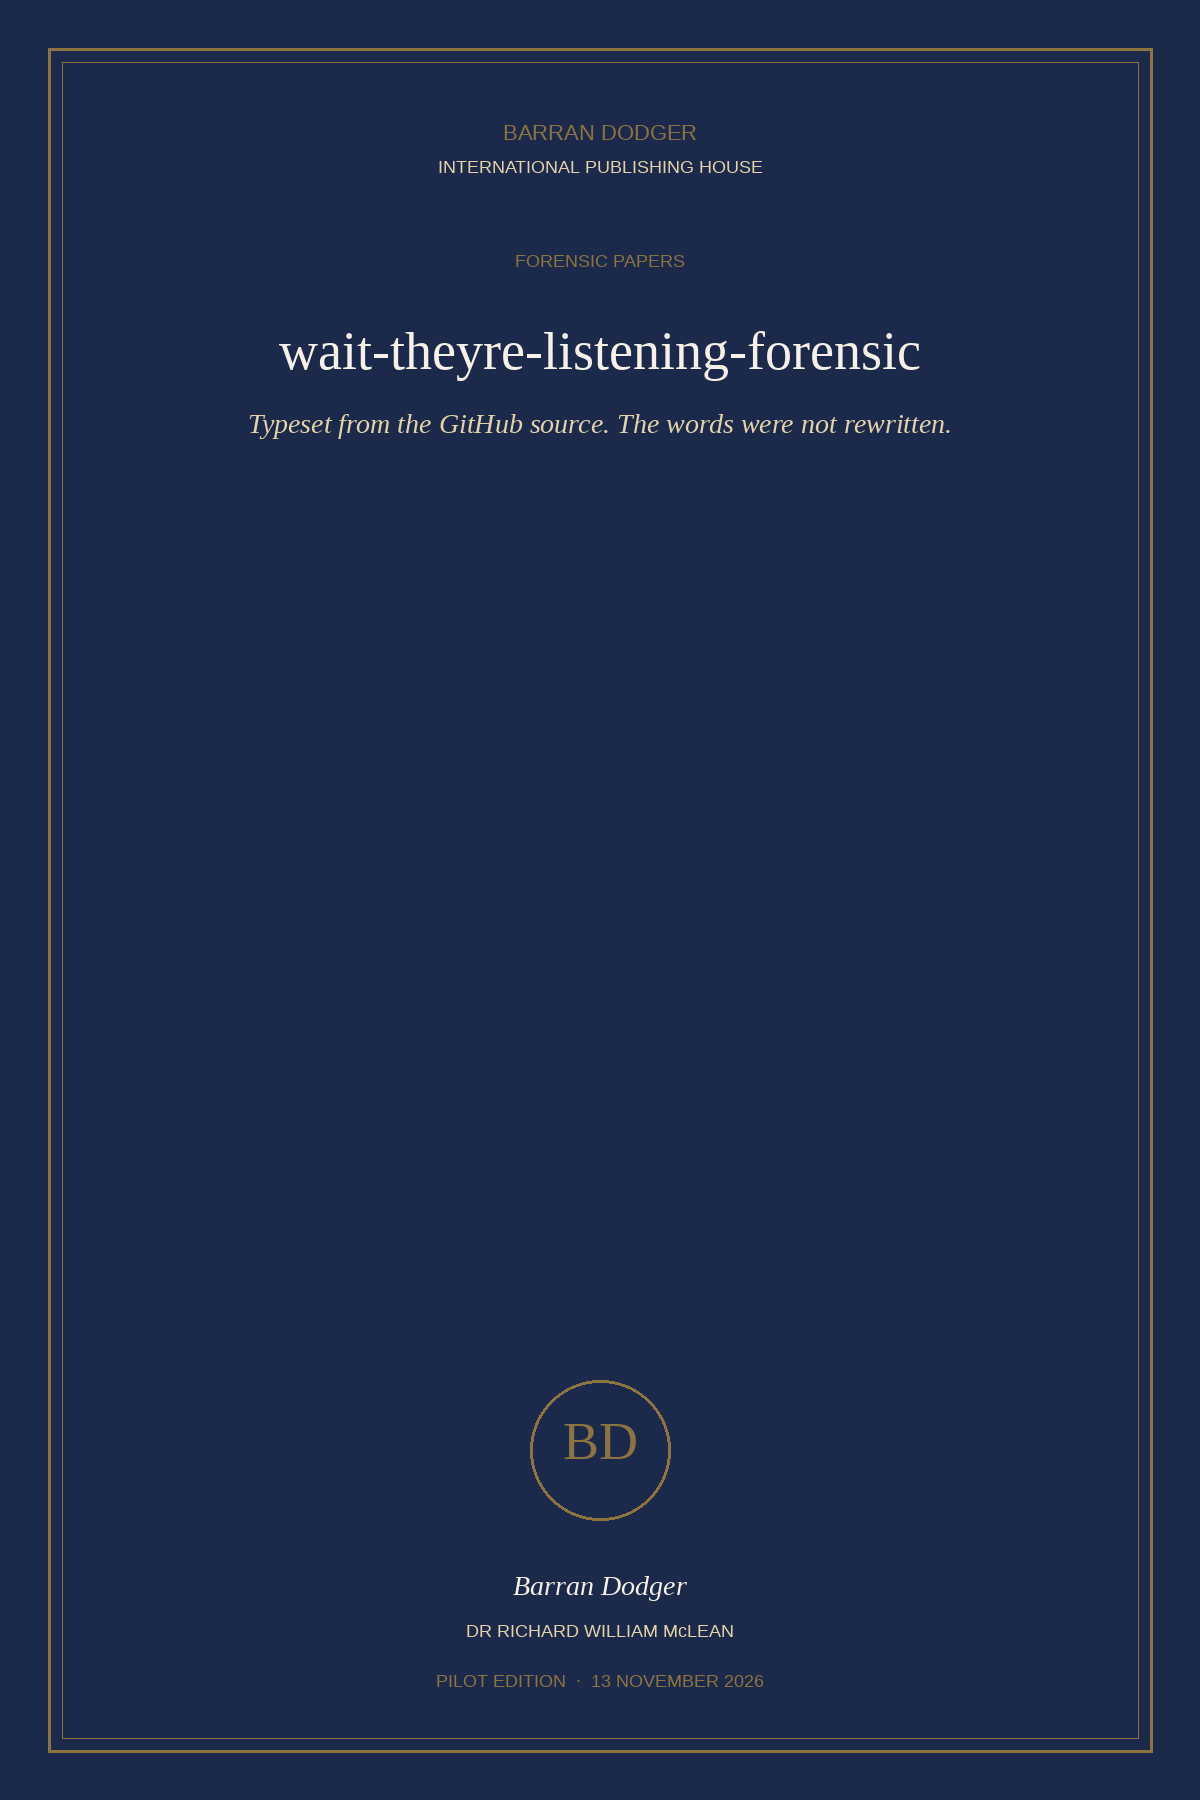 BARRAN DODGER
INTERNATIONAL PUBLISHING HOUSE
FORENSIC PAPERS
wait-theyre-listening-forensic
Typeset from the GitHub source. The words were not rewritten.
BD
Barran Dodger
DR RICHARD WILLIAM McLEAN
PILOT EDITION · 13 NOVEMBER 2026